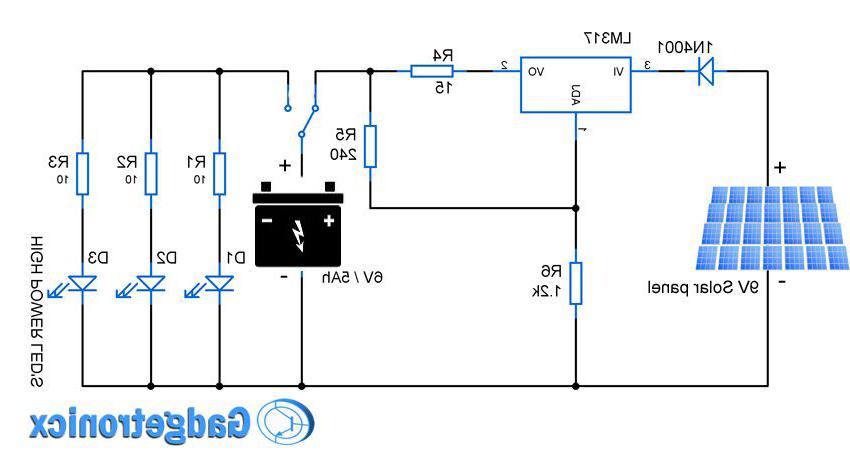 LM317
1N4001
R4
15
2
VO
VI
3
ADJ
1
R5
240
R3
10
R2
10
R1
10
+
+
-
+
D3
D2
D1
-
6V / 5Ah
R6
1.2k
9V Solar panel
-
HIGH POWER LED'S
Gadgetronicx